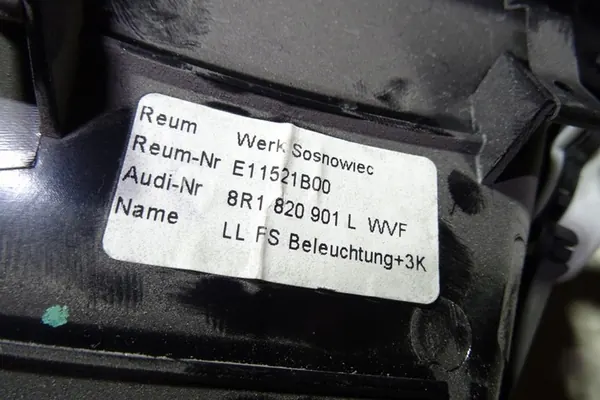 Reum Werk Sosnowiec
Reum-Nr E11521B00
Audi-Nr 8R1 820 901 L WVF
Name LL FS Beleuchtung+3K